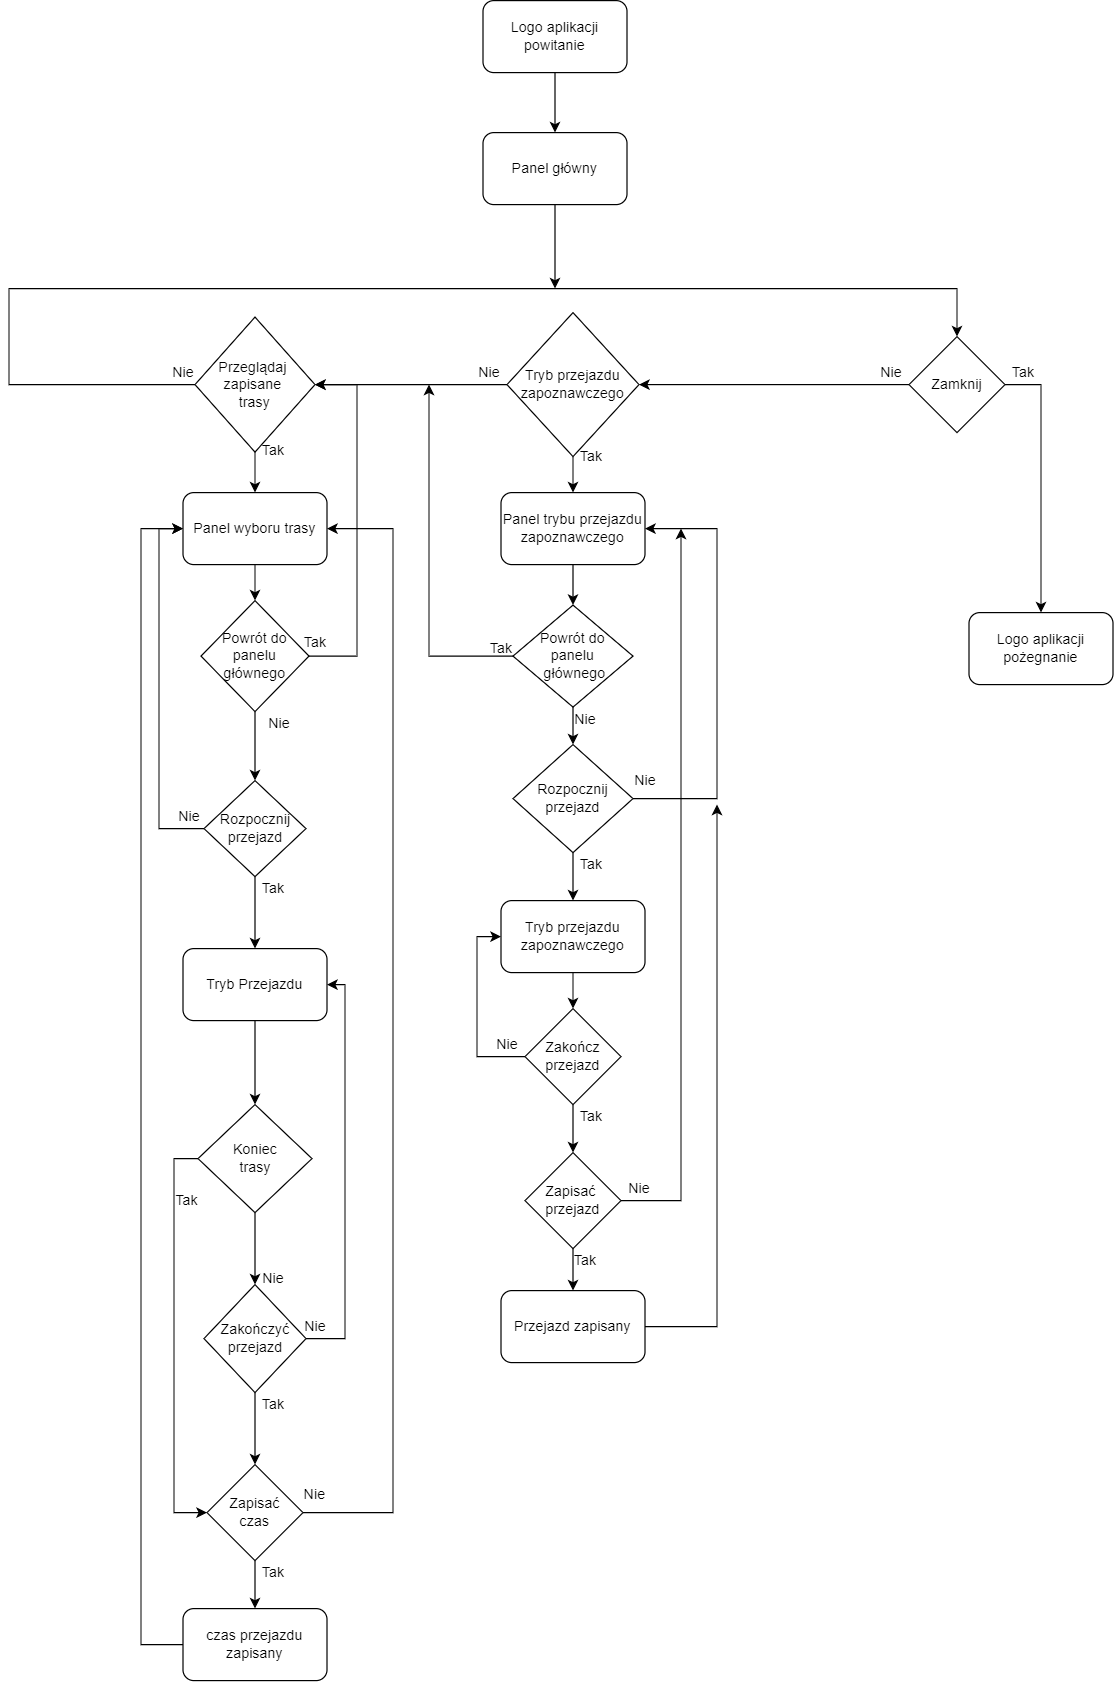 Logo aplikacji
powitanie
Panel główny
Przeglądaj
zapisane
trasy
Nie
Tak
Tryb przejazdu
zapoznawczego
Nie
Tak
Zamknij
Nie
Tak
Panel wyboru trasy
Panel trybu przejazdu
zapoznawczego
Powrót do
panelu
głównego
Tak
Nie
Powrót do
panelu
głównego
Tak
Nie
Logo aplikacji
pożegnanie
Rozpocznij
przejazd
Nie
Tak
Rozpocznij
przejazd
Nie
Tak
Tryb przejazdu
zapoznawczego
Tryb Przejazdu
Zakończ
przejazd
Nie
Tak
Koniec
trasy
Tak
Nie
Zapisać
przejazd
Nie
Tak
Zakończyć
przejazd
Nie
Tak
Przejazd zapisany
Zapisać
czas
Nie
Tak
czas przejazdu
zapisany